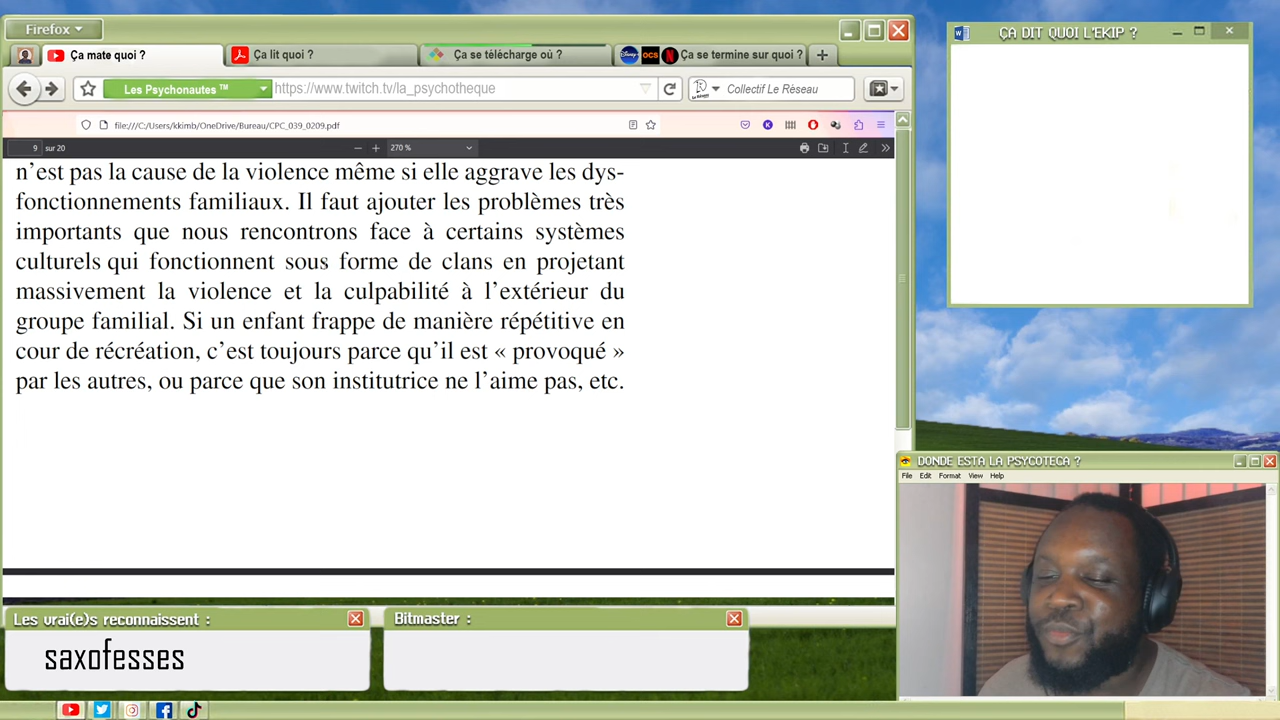 Firefox
Ça mate quoi ?
Ça lit quoi ?
Ça se télécharge où ?
Disney+ OCS N Ça se termine sur quoi ?
Les Psychonautes ™
https://www.twitch.tv/la_psychotheque
Collectif Le Réseau
file:///C:/Users/kkimb/OneDrive/Bureau/CPC_039_0209.pdf
9 sur 20
270 %
n’est pas la cause de la violence même si elle aggrave les dys-
fonctionnements familiaux. Il faut ajouter les problèmes très
importants que nous rencontrons face à certains systèmes
culturels qui fonctionnent sous forme de clans en projetant
massivement la violence et la culpabilité à l’extérieur du
groupe familial. Si un enfant frappe de manière répétitive en
cour de récréation, c’est toujours parce qu’il est « provoqué »
par les autres, ou parce que son institutrice ne l’aime pas, etc.
ÇA DIT QUOI L'EKIP ?
DONDE ESTA LA PSYCOTECA ?
File Edit Format View Help
Les vrai(e)s reconnaissent :
saxofesses
Bitmaster :